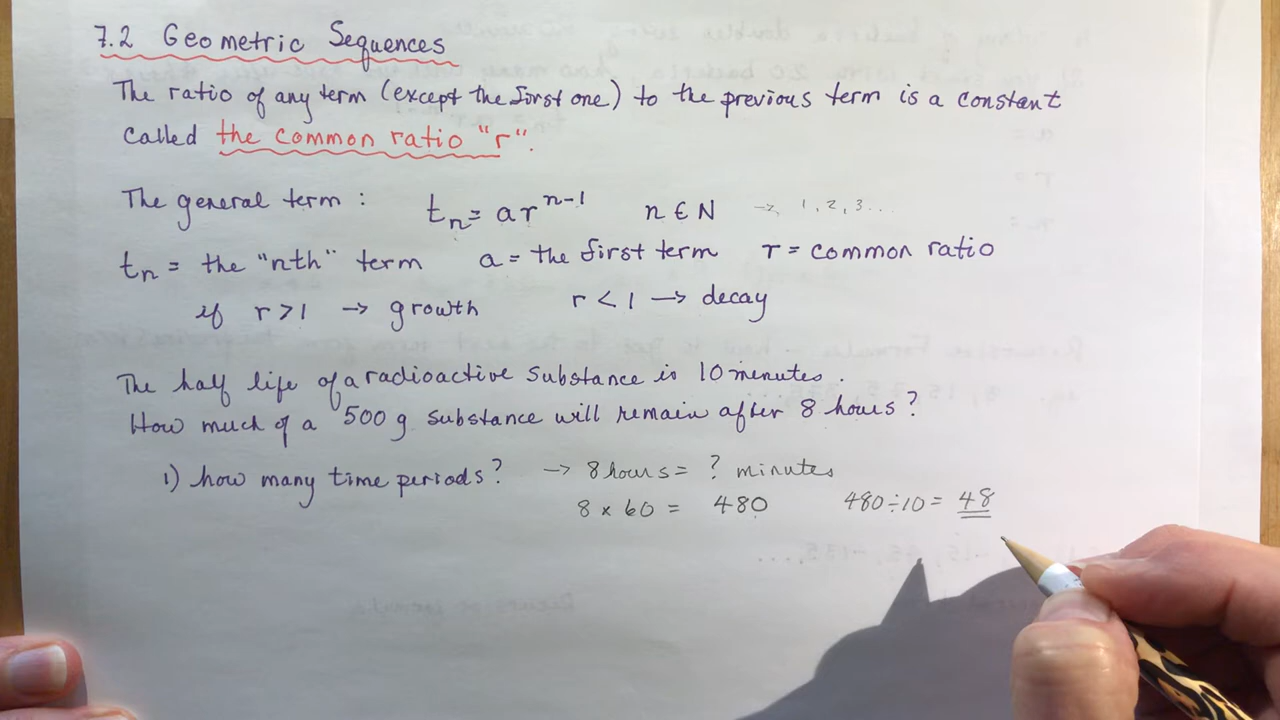 7.2 Geometric Sequences
The ratio of any term (except the first one) to the previous term is a constant
called the common ratio "r".
The general term : tn = ar^n-1 n ∈ N → 1, 2, 3...
tn = the "nth" term a = the first term r = common ratio
if r > 1 → growth r < 1 → decay
The half life of a radioactive substance is 10 minutes.
How much of a 500 g substance will remain after 8 hours?
1) how many time periods? → 8 hours = ? minutes
8 × 60 = 480 480 ÷ 10 = 48